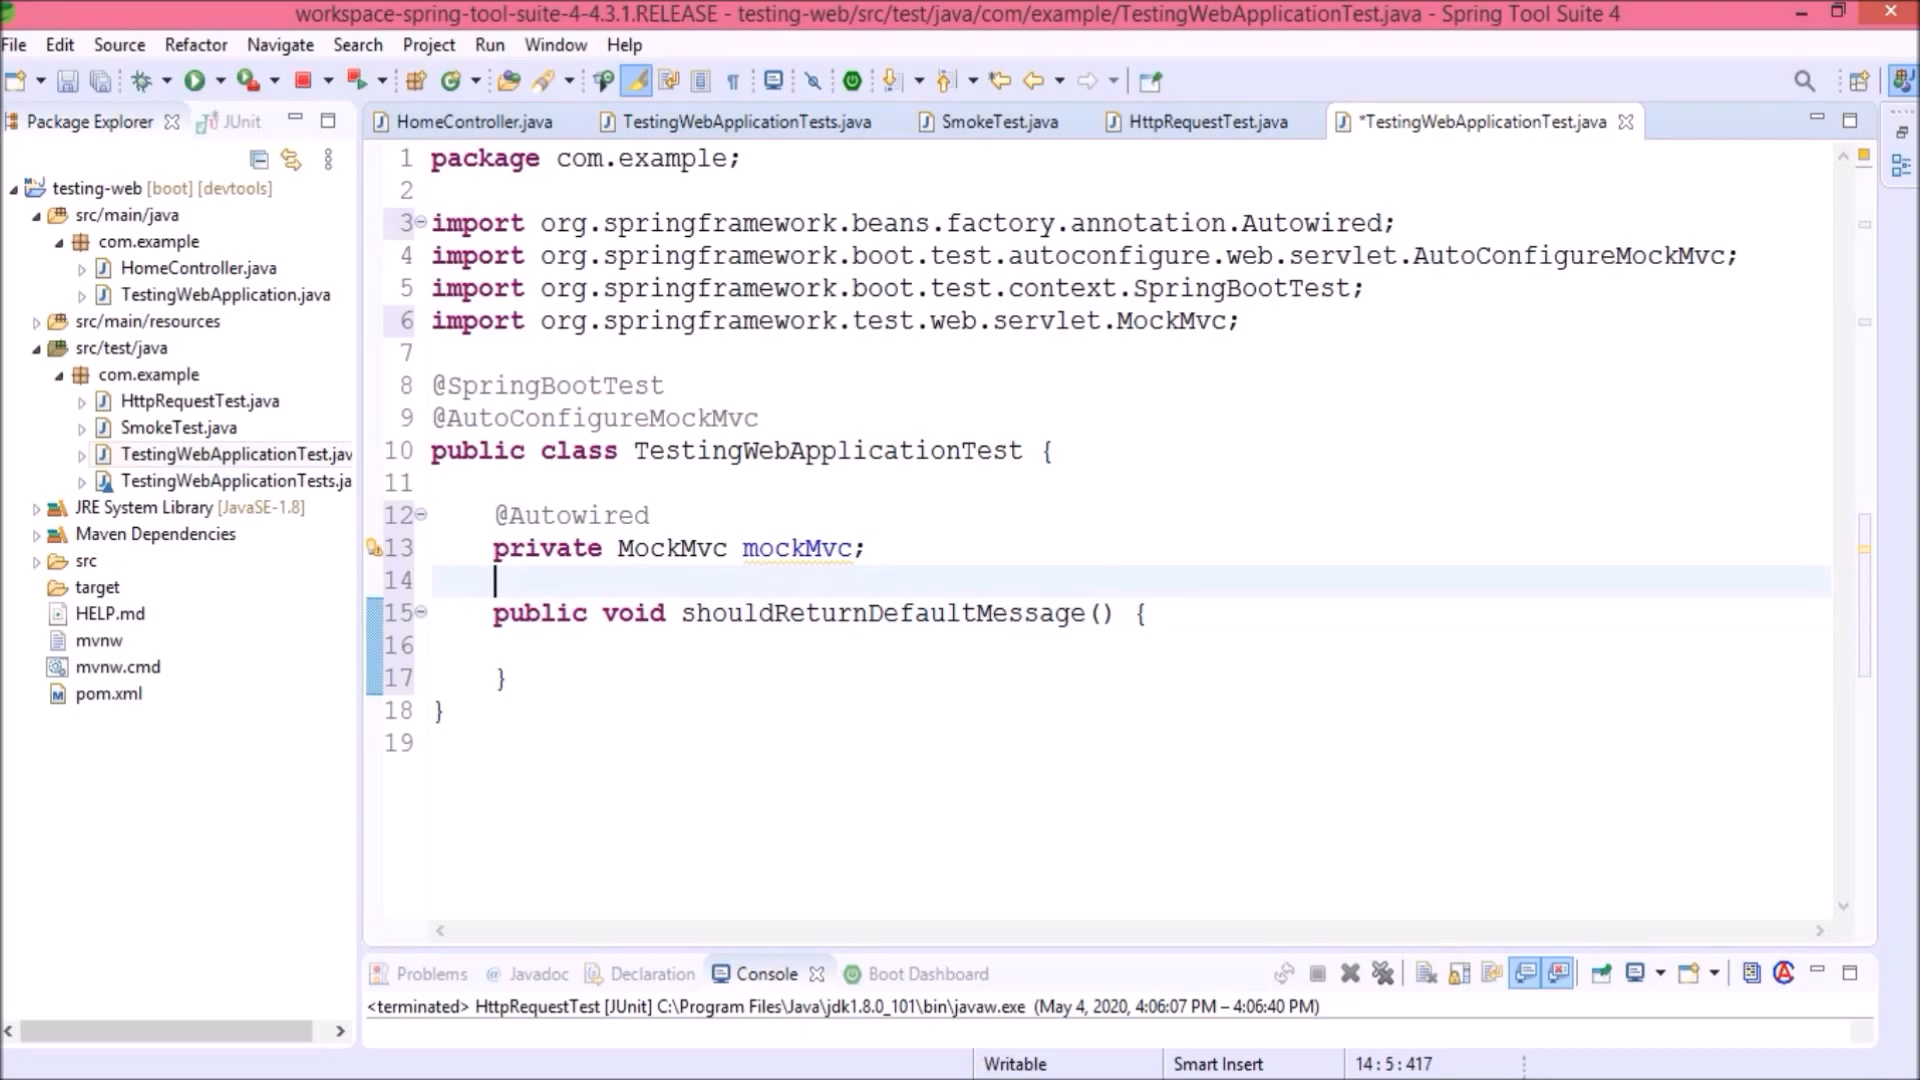 workspace-spring-tool-suite-4-4.3.1.RELEASE - testing-web/src/test/java/com/example/TestingWebApplicationTest.java - Spring Tool Suite 4
File Edit Source Refactor Navigate Search Project Run Window Help
Package Explorer JUnit
HomeController.java TestingWebApplicationTests.java SmokeTest.java HttpRequestTest.java *TestingWebApplicationTest.java
testing-web [boot] [devtools]
src/main/java
com.example
HomeController.java
TestingWebApplication.java
src/main/resources
src/test/java
com.example
HttpRequestTest.java
SmokeTest.java
TestingWebApplicationTest.jav
TestingWebApplicationTests.ja
JRE System Library [JavaSE-1.8]
Maven Dependencies
src
target
HELP.md
mvnw
mvnw.cmd
pom.xml
1 package com.example;
2
3 import org.springframework.beans.factory.annotation.Autowired;
4 import org.springframework.boot.test.autoconfigure.web.servlet.AutoConfigureMockMvc;
5 import org.springframework.boot.test.context.SpringBootTest;
6 import org.springframework.test.web.servlet.MockMvc;
7
8 @SpringBootTest
9 @AutoConfigureMockMvc
10 public class TestingWebApplicationTest {
11
12 @Autowired
13 private MockMvc mockMvc;
14
15 public void shouldReturnDefaultMessage() {
16
17 }
18 }
19
Problems @ Javadoc Declaration Console Boot Dashboard
<terminated> HttpRequestTest [JUnit] C:\Program Files\Java\jdk1.8.0_101\bin\javaw.exe (May 4, 2020, 4:06:07 PM – 4:06:40 PM)
Writable Smart Insert 14 : 5 : 417